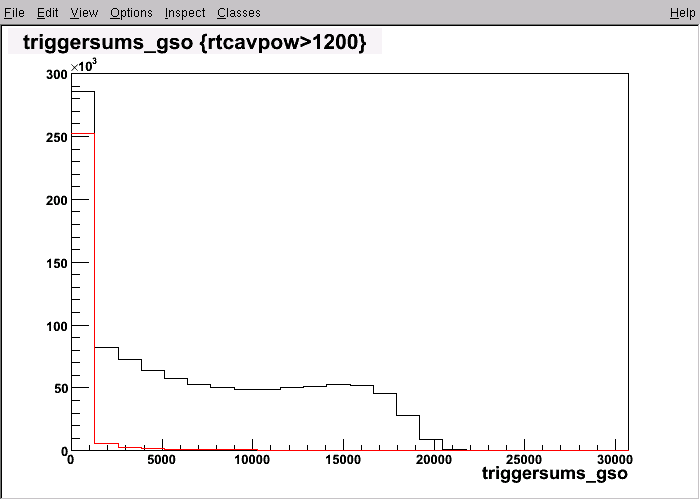 File Edit View Options Inspect Classes Help
triggersums_gso {rtcavpow>1200}
×10³
300
250
200
150
100
50
0
0 5000 10000 15000 20000 25000 30000
triggersums_gso